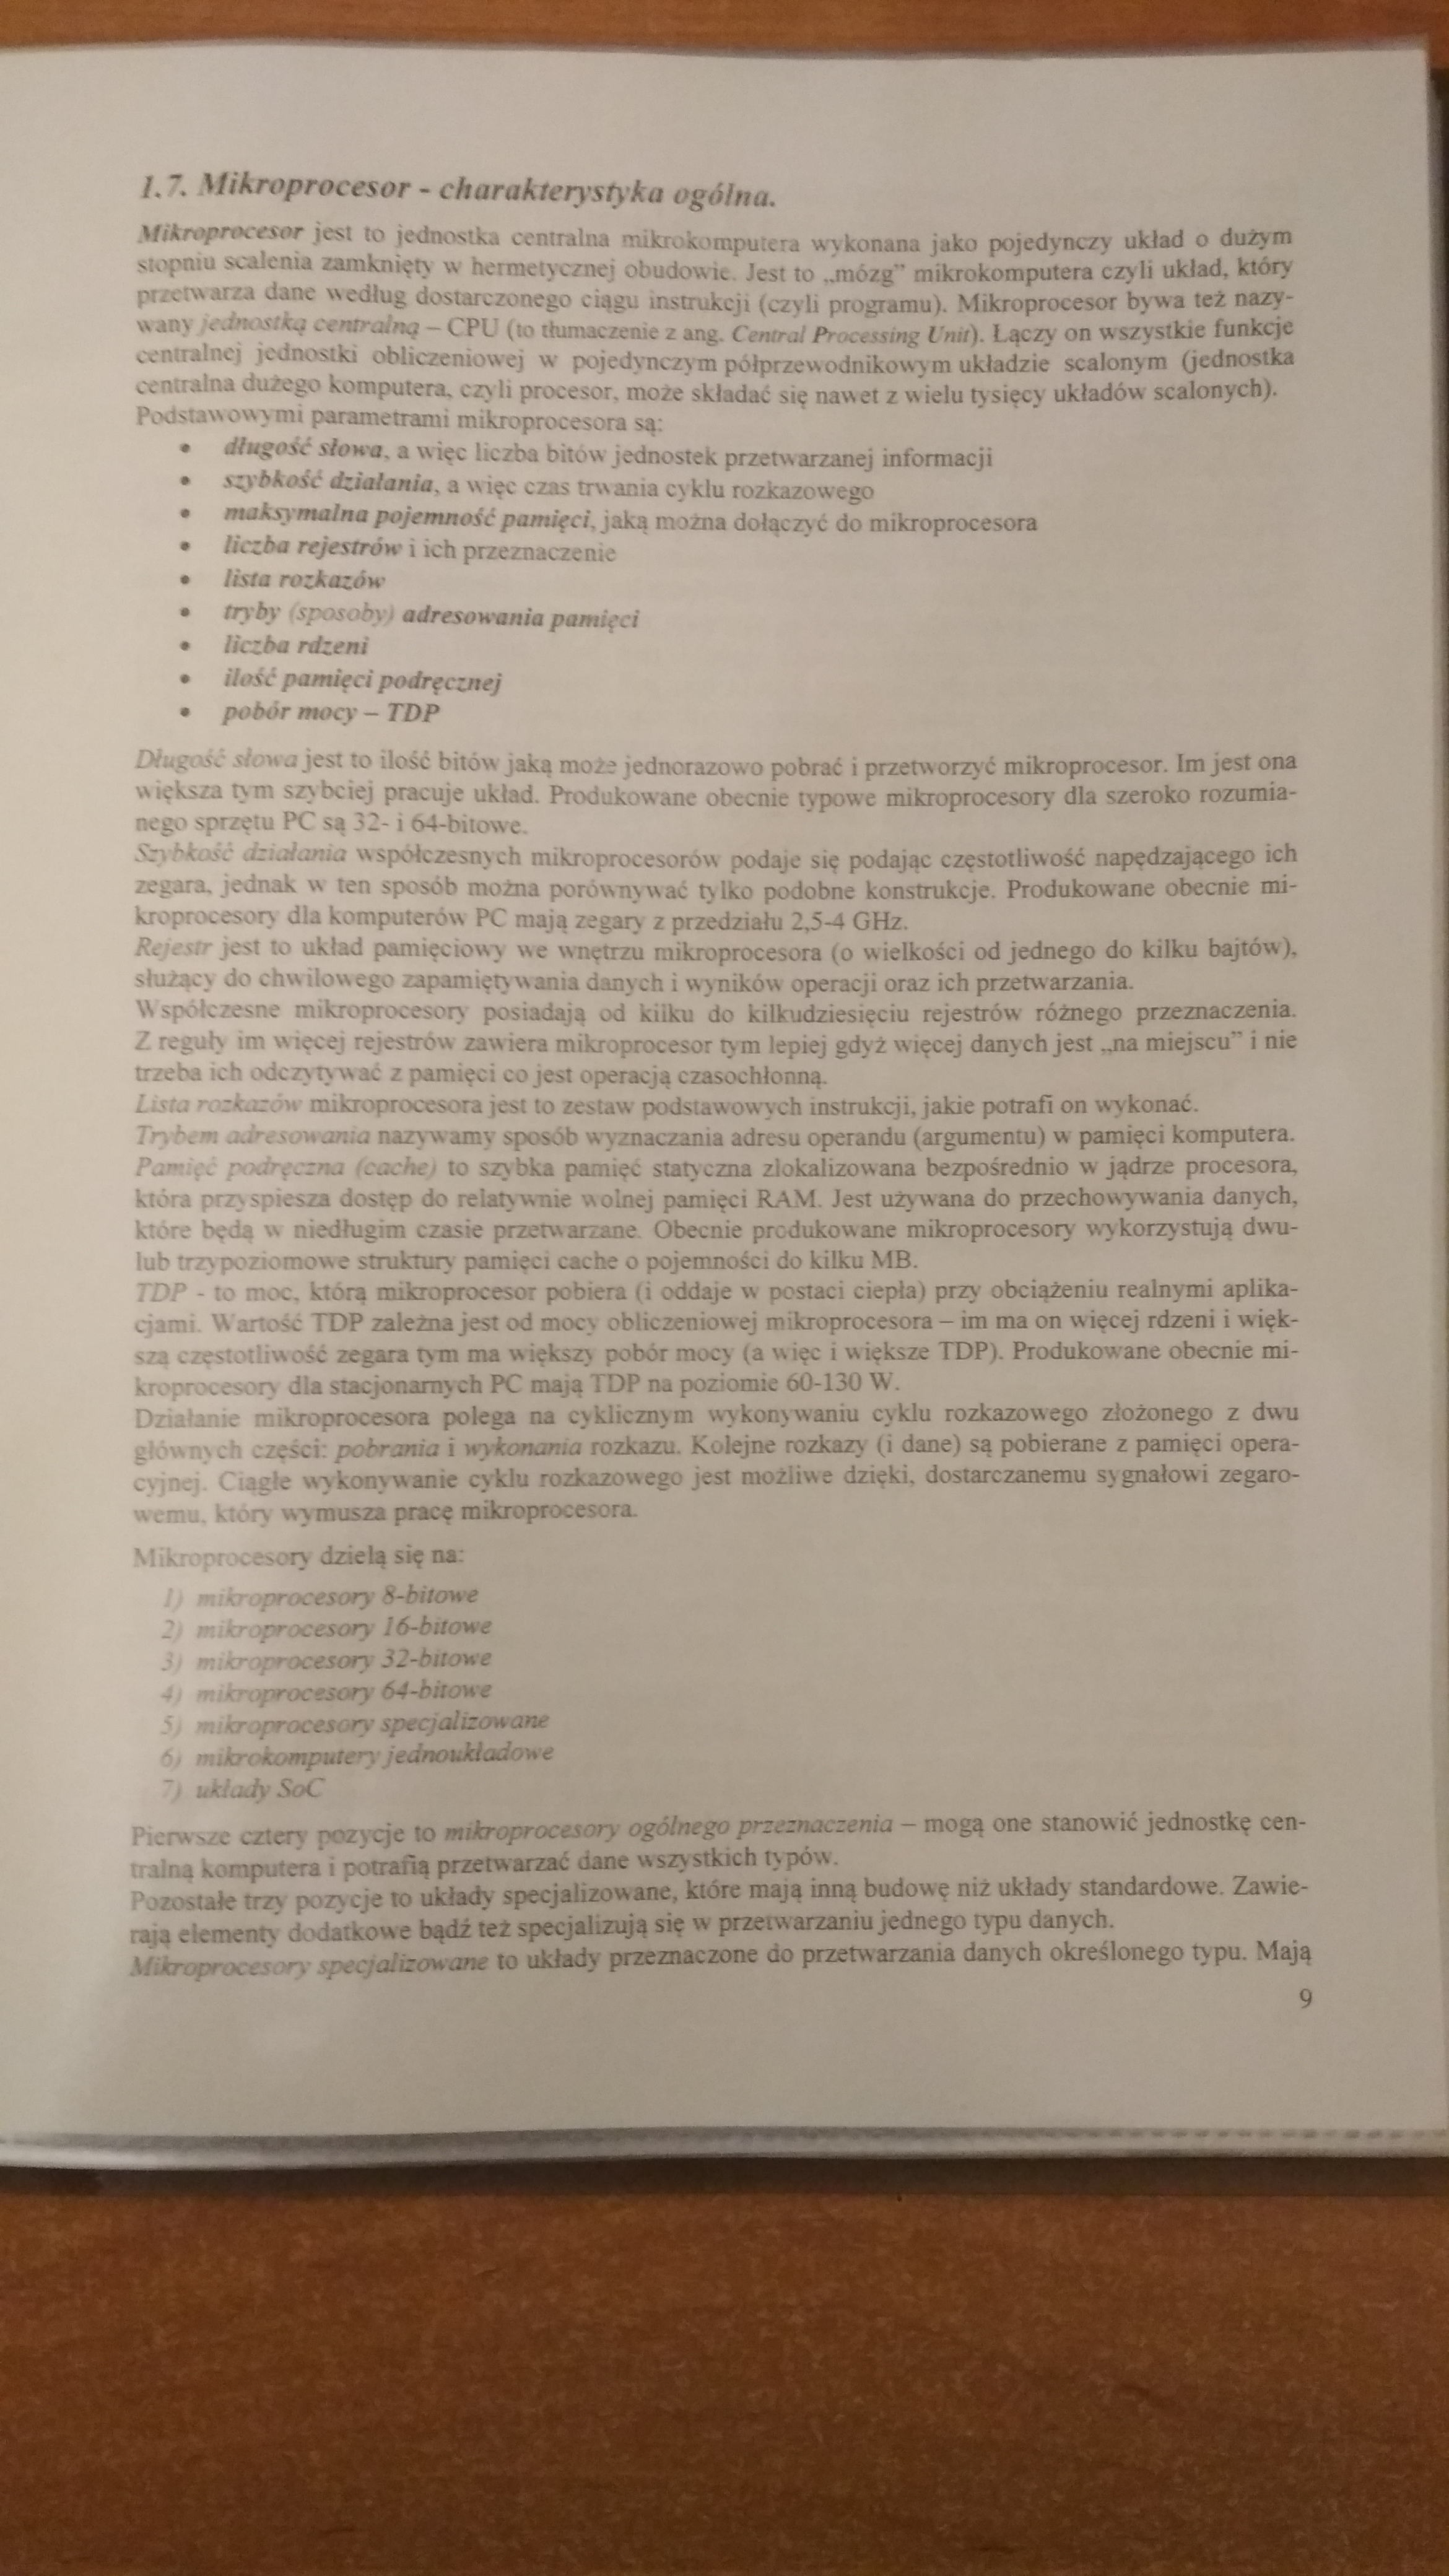 1.7. Mikroprocesor - charakterystyka ogólna.
Mikroprocesor jest to jednostka centralna mikrokomputera wykonana jako pojedynczy układ o dużym
stopniu scalenia zamknięty w hermetycznej obudowie. Jest to „mózg” mikrokomputera czyli układ, który
przetwarza dane według dostarczonego ciągu instrukcji (czyli programu). Mikroprocesor bywa też nazy-
wany jednostką centralną – CPU (to tłumaczenie z ang. Central Processing Unit). Łączy on wszystkie funkcje
centralnej jednostki obliczeniowej w pojedynczym półprzewodnikowym układzie scalonym (jednostka
centralna dużego komputera, czyli procesor, może składać się nawet z wielu tysięcy układów scalonych).
Podstawowymi parametrami mikroprocesora są:
• długość słowa, a więc liczba bitów jednostek przetwarzanej informacji
• szybkość działania, a więc czas trwania cyklu rozkazowego
• maksymalna pojemność pamięci, jaką można dołączyć do mikroprocesora
• liczba rejestrów i ich przeznaczenie
• lista rozkazów
• tryby (sposoby) adresowania pamięci
• liczba rdzeni
• ilość pamięci podręcznej
• pobór mocy – TDP
Długość słowa jest to ilość bitów jaką może jednorazowo pobrać i przetworzyć mikroprocesor. Im jest ona
większa tym szybciej pracuje układ. Produkowane obecnie typowe mikroprocesory dla szeroko rozumia-
nego sprzętu PC są 32- i 64-bitowe.
Szybkość działania współczesnych mikroprocesorów podaje się podając częstotliwość napędzającego ich
zegara, jednak w ten sposób można porównywać tylko podobne konstrukcje. Produkowane obecnie mi-
kroprocesory dla komputerów PC mają zegary z przedziału 2,5-4 GHz.
Rejestr jest to układ pamięciowy we wnętrzu mikroprocesora (o wielkości od jednego do kilku bajtów),
służący do chwilowego zapamiętywania danych i wyników operacji oraz ich przetwarzania.
Współczesne mikroprocesory posiadają od kilku do kilkudziesięciu rejestrów różnego przeznaczenia.
Z reguły im więcej rejestrów zawiera mikroprocesor tym lepiej gdyż więcej danych jest „na miejscu” i nie
trzeba ich odczytywać z pamięci co jest operacją czasochłonną.
Lista rozkazów mikroprocesora jest to zestaw podstawowych instrukcji, jakie potrafi on wykonać.
Trybem adresowania nazywamy sposób wyznaczania adresu operandu (argumentu) w pamięci komputera.
Pamięć podręczna (cache) to szybka pamięć statyczna zlokalizowana bezpośrednio w jądrze procesora,
która przyspiesza dostęp do relatywnie wolnej pamięci RAM. Jest używana do przechowywania danych,
które będą w niedługim czasie przetwarzane. Obecnie produkowane mikroprocesory wykorzystują dwu-
lub trzypoziomowe struktury pamięci cache o pojemności do kilku MB.
TDP - to moc, którą mikroprocesor pobiera (i oddaje w postaci ciepła) przy obciążeniu realnymi aplika-
cjami. Wartość TDP zależna jest od mocy obliczeniowej mikroprocesora – im ma on więcej rdzeni i więk-
szą częstotliwość zegara tym ma większy pobór mocy (a więc i większe TDP). Produkowane obecnie mi-
kroprocesory dla stacjonarnych PC mają TDP na poziomie 60-130 W.
Działanie mikroprocesora polega na cyklicznym wykonywaniu cyklu rozkazowego złożonego z dwu
głównych części: pobrania i wykonania rozkazu. Kolejne rozkazy (i dane) są pobierane z pamięci opera-
cyjnej. Ciągłe wykonywanie cyklu rozkazowego jest możliwe dzięki, dostarczanemu sygnałowi zegaro-
wemu, który wymusza pracę mikroprocesora.
Mikroprocesory dzielą się na:
1) mikroprocesory 8-bitowe
2) mikroprocesory 16-bitowe
3) mikroprocesory 32-bitowe
4) mikroprocesory 64-bitowe
5) mikroprocesory specjalizowane
6) mikrokomputery jednoukładowe
7) układy SoC
Pierwsze cztery pozycje to mikroprocesory ogólnego przeznaczenia – mogą one stanowić jednostkę cen-
tralną komputera i potrafią przetwarzać dane wszystkich typów.
Pozostałe trzy pozycje to układy specjalizowane, które mają inną budowę niż układy standardowe. Zawie-
rają elementy dodatkowe bądź też specjalizują się w przetwarzaniu jednego typu danych.
Mikroprocesory specjalizowane to układy przeznaczone do przetwarzania danych określonego typu. Mają
9